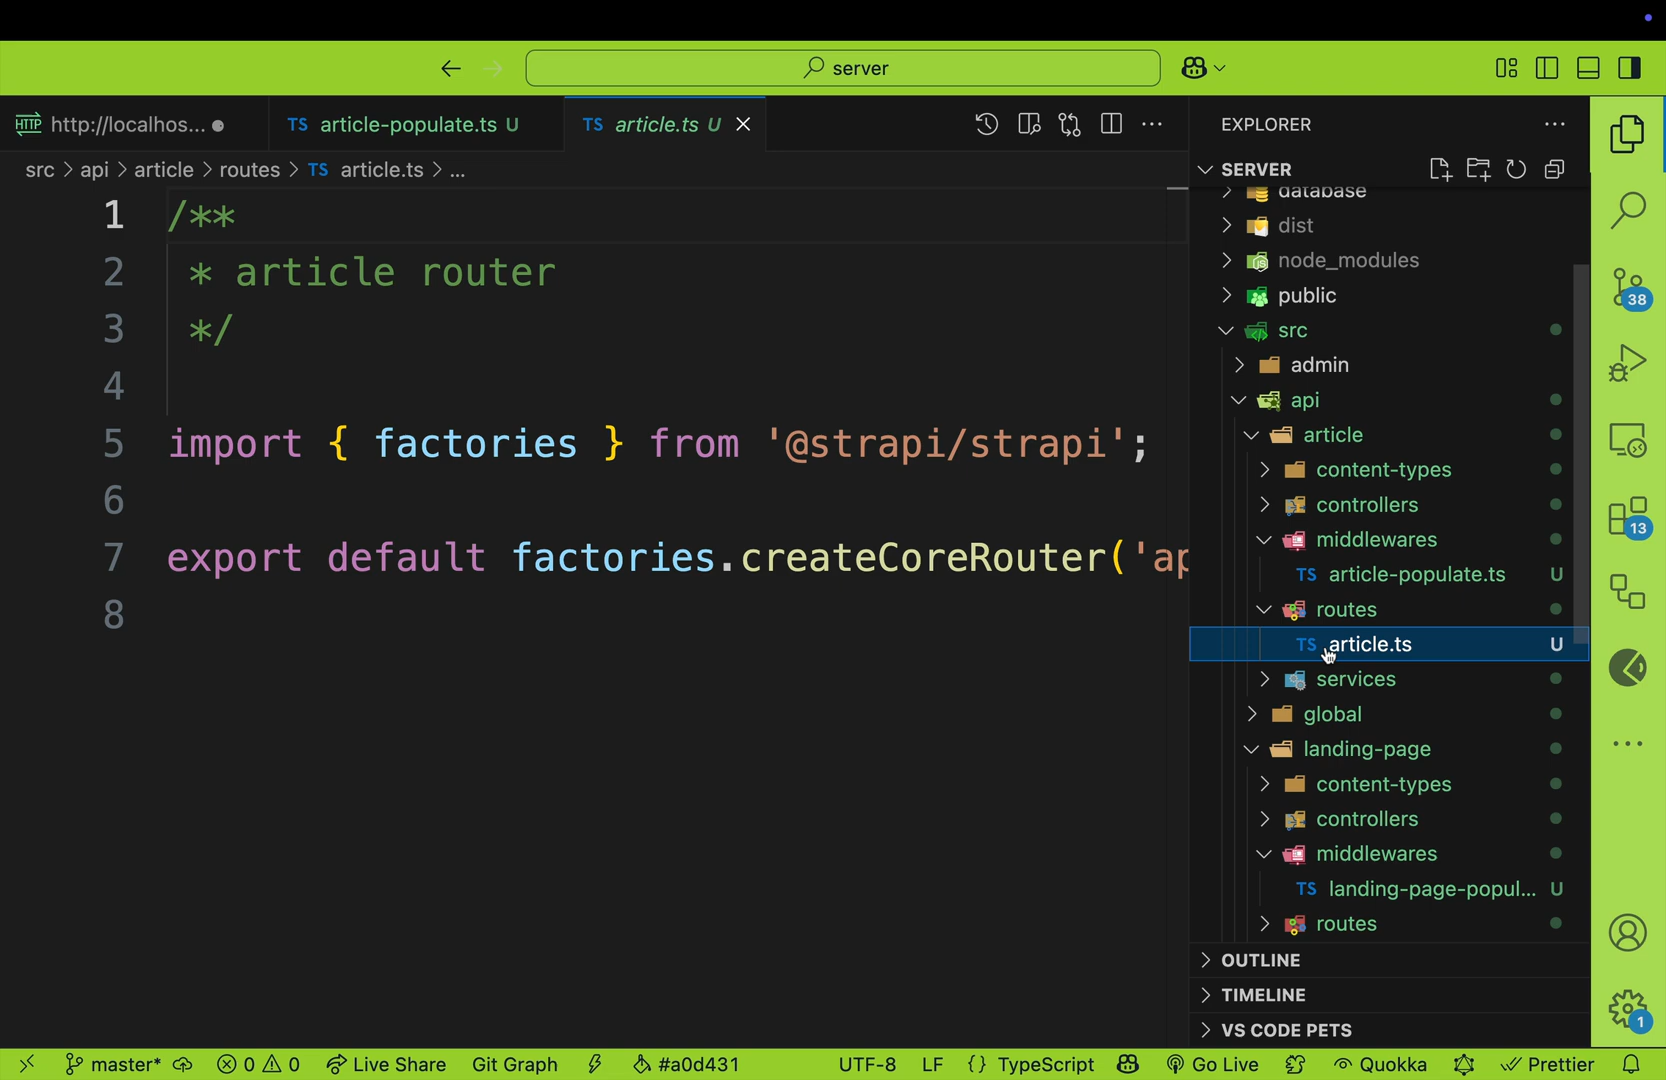 server
http://localhos...
TS article-populate.ts U
TS article.ts U
src > api > article > routes > TS article.ts > ...
1 /**
2 * article router
3 */
4
5 import { factories } from '@strapi/strapi';
6
7 export default factories.createCoreRouter('ap
8
EXPLORER
SERVER
database
dist
node_modules
public
src
admin
api
article
content-types
controllers
middlewares
TS article-populate.ts U
routes
TS article.ts U
services
global
landing-page
content-types
controllers
middlewares
TS landing-page-popul... U
routes
OUTLINE
TIMELINE
VS CODE PETS
38
13
1
master* 0 0 Live Share Git Graph #a0d431 UTF-8 LF {} TypeScript Go Live Quokka Prettier